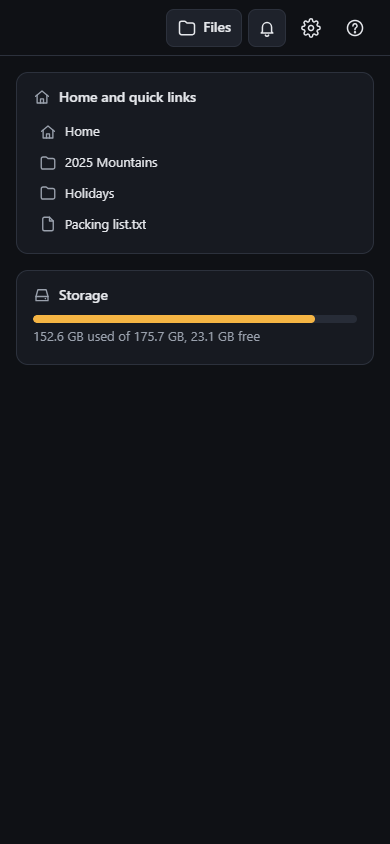 Files
Home and quick links
Home
2025 Mountains
Holidays
Packing list.txt
Storage
152.6 GB used of 175.7 GB, 23.1 GB free